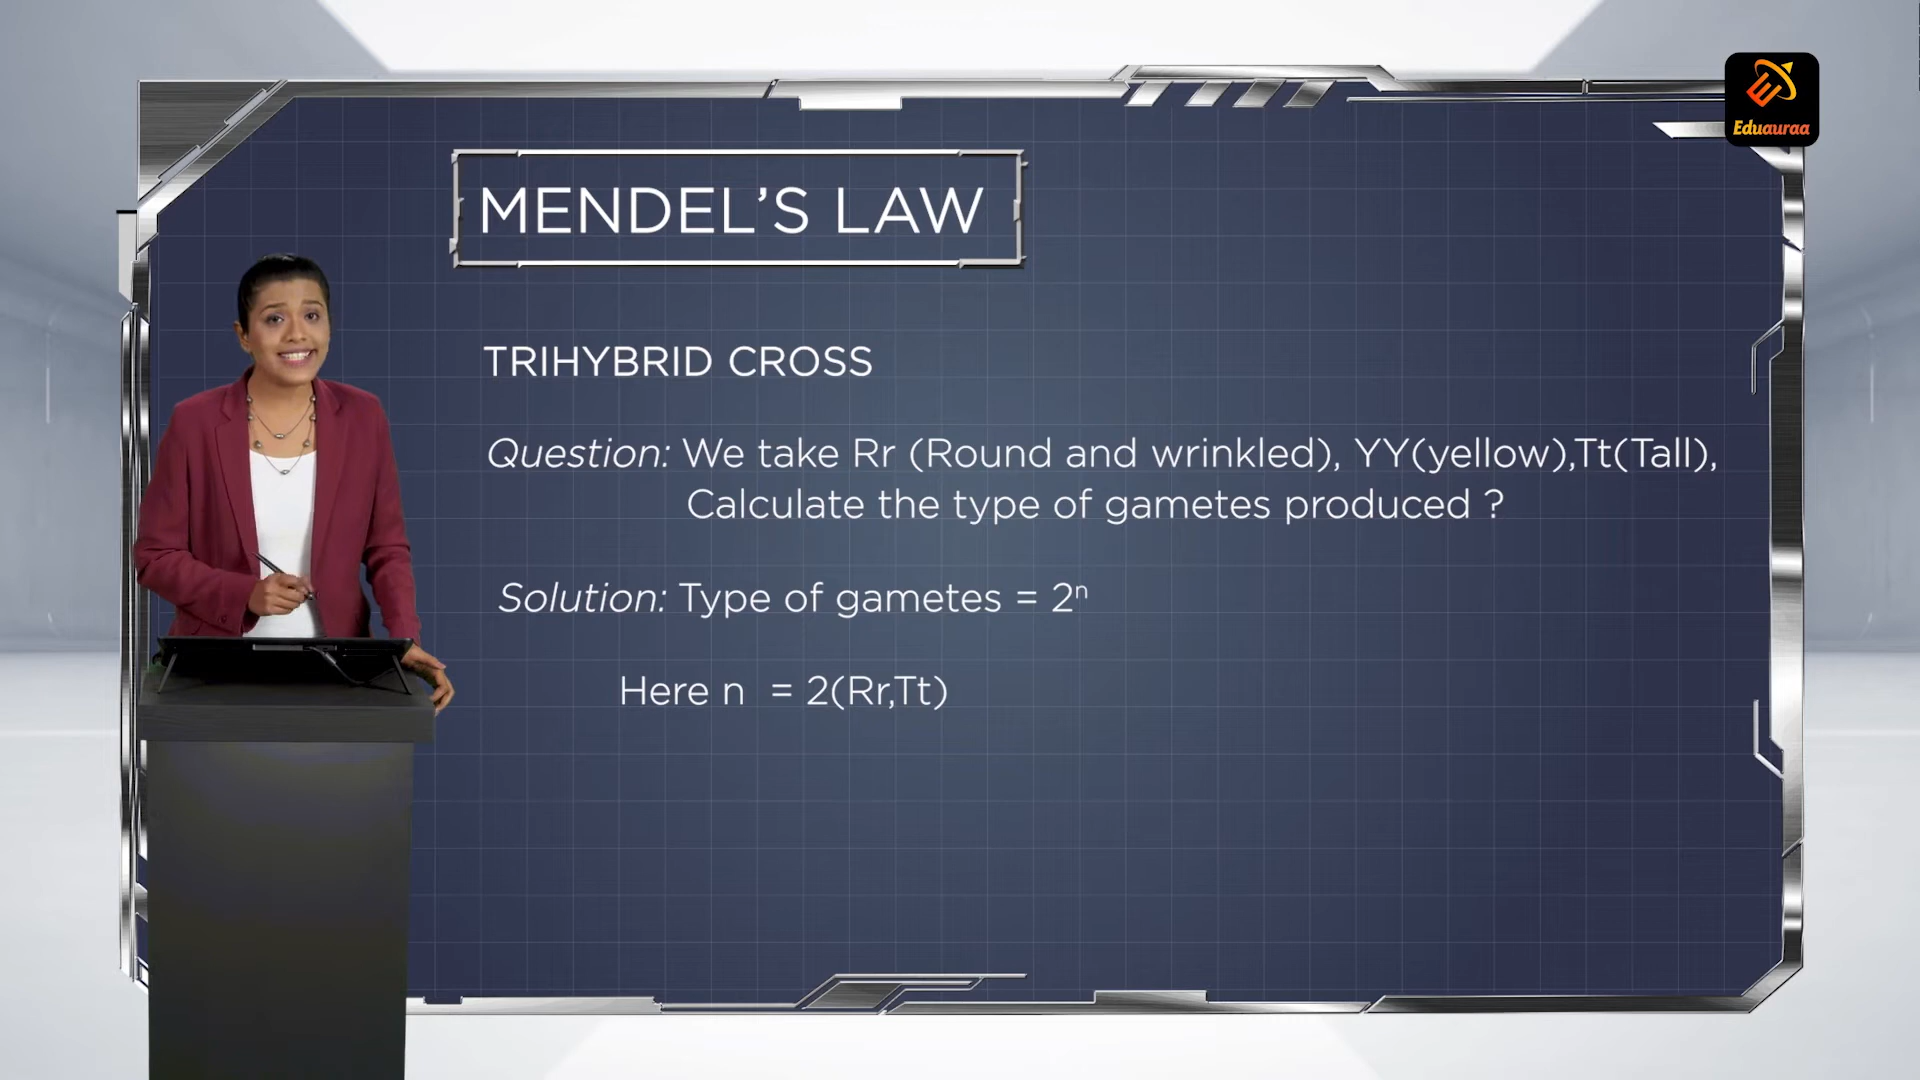 Eduauraa
MENDEL'S LAW
TRIHYBRID CROSS
Question: We take Rr (Round and wrinkled), YY(yellow),Tt(Tall),
Calculate the type of gametes produced ?
Solution: Type of gametes = 2ⁿ
Here n = 2(Rr,Tt)